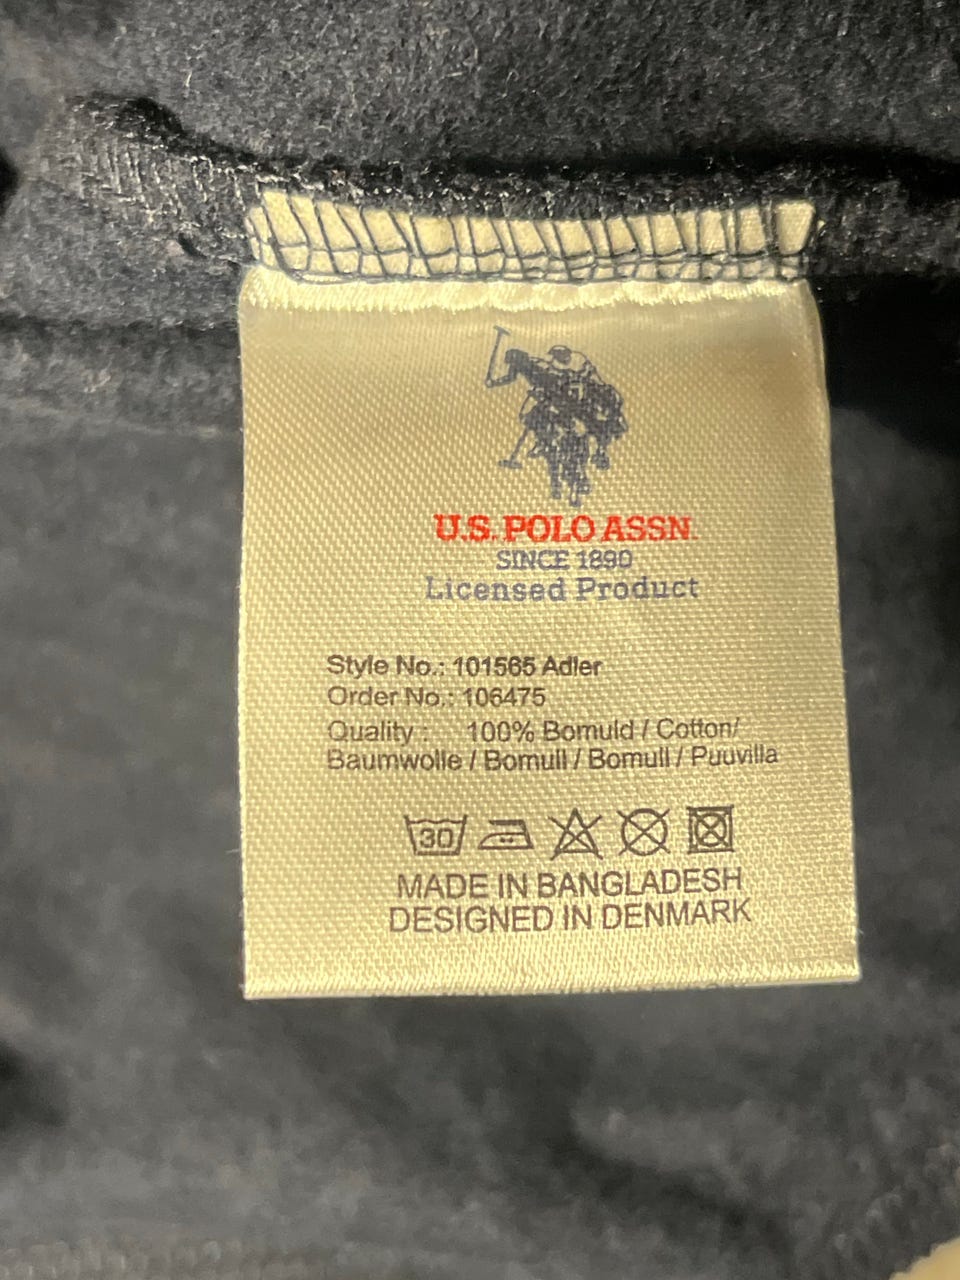 U.S. POLO ASSN.
SINCE 1890
Licensed Product
Style No.: 101565 Adler
Order No.: 106475
Quality : 100% Bomuld / Cotton/
Baumwolle / Bomull / Bomull / Puuvilla
30
MADE IN BANGLADESH
DESIGNED IN DENMARK